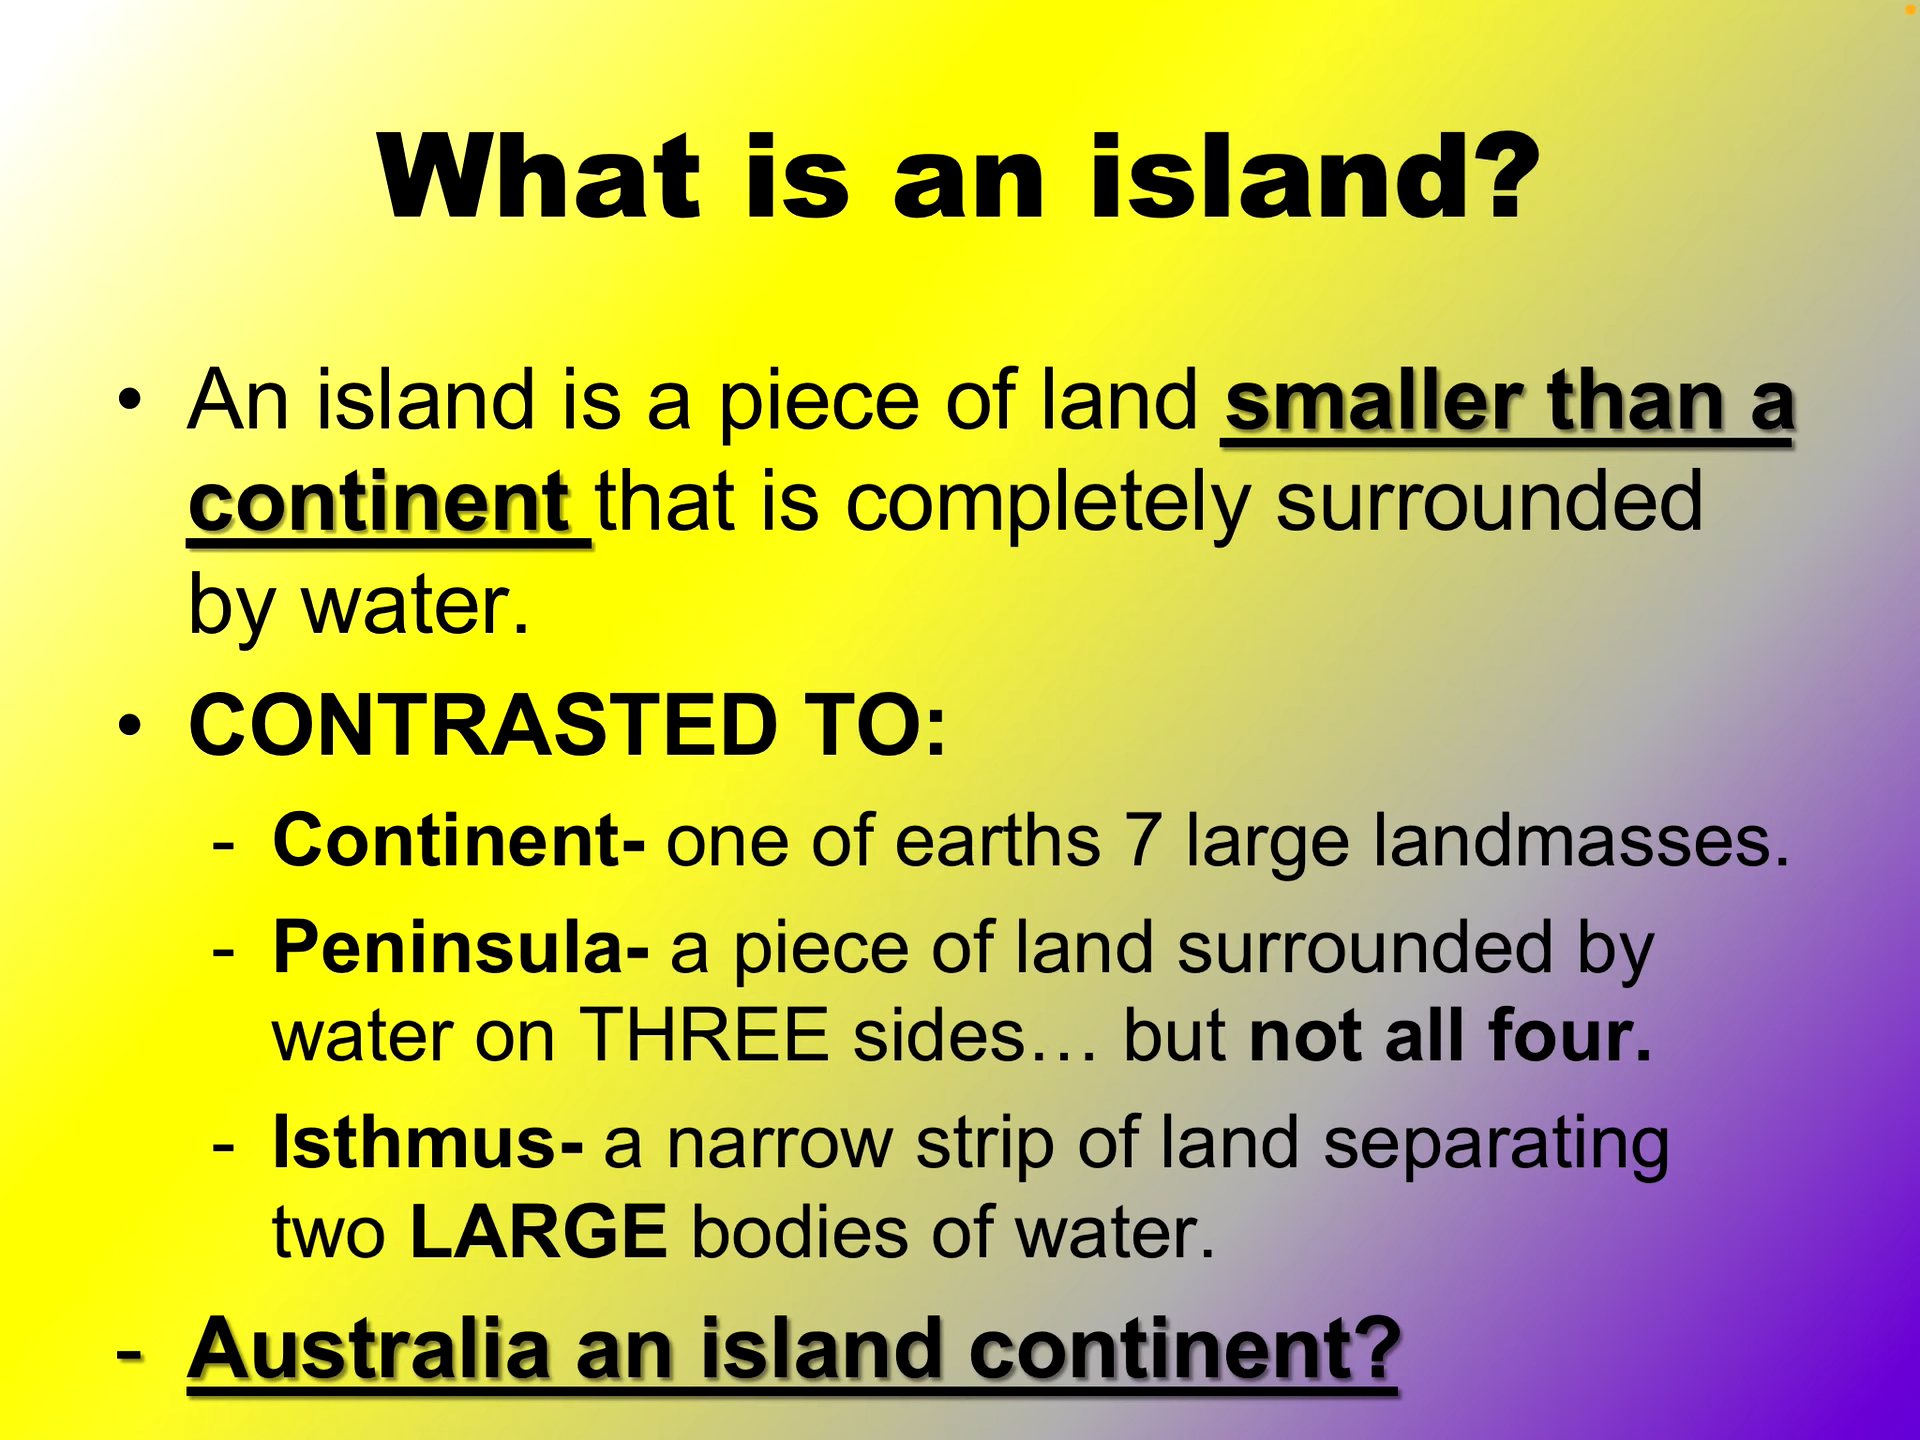 What is an island?
• An island is a piece of land smaller than a
continent that is completely surrounded
by water.
• CONTRASTED TO:
- Continent- one of earths 7 large landmasses.
- Peninsula- a piece of land surrounded by
water on THREE sides… but not all four.
- Isthmus- a narrow strip of land separating
two LARGE bodies of water.
- Australia an island continent?